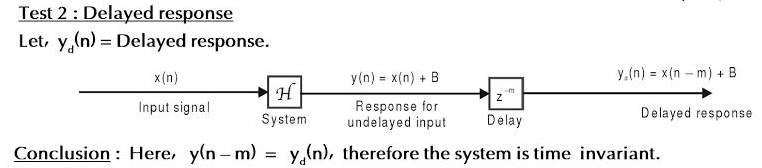 Test 2 : Delayed response
Let, y_d(n) = Delayed response.
x(n) y(n) = x(n) + B y_d(n) = x(n – m) + B
ℋ z^–m
Input signal System Response for undelayed input Delay Delayed response
Conclusion : Here, y(n – m) = y_d(n), therefore the system is time invariant.